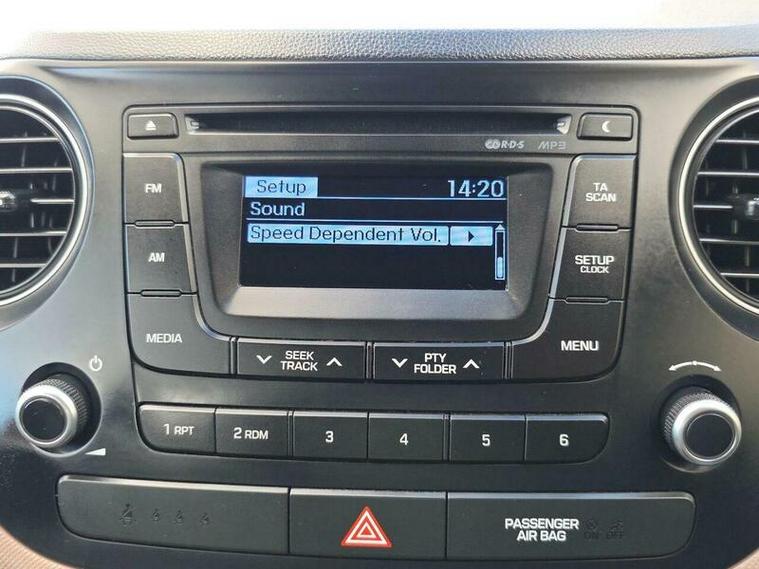 R·D·S MP3
FM
Setup 14:20
TA
SCAN
Sound
Speed Dependent Vol.
AM
SETUP
CLOCK
MEDIA
SEEK
TRACK
PTY
FOLDER
MENU
1 RPT
2 RDM
3
4
5
6
PASSENGER
AIR BAG
ON OFF